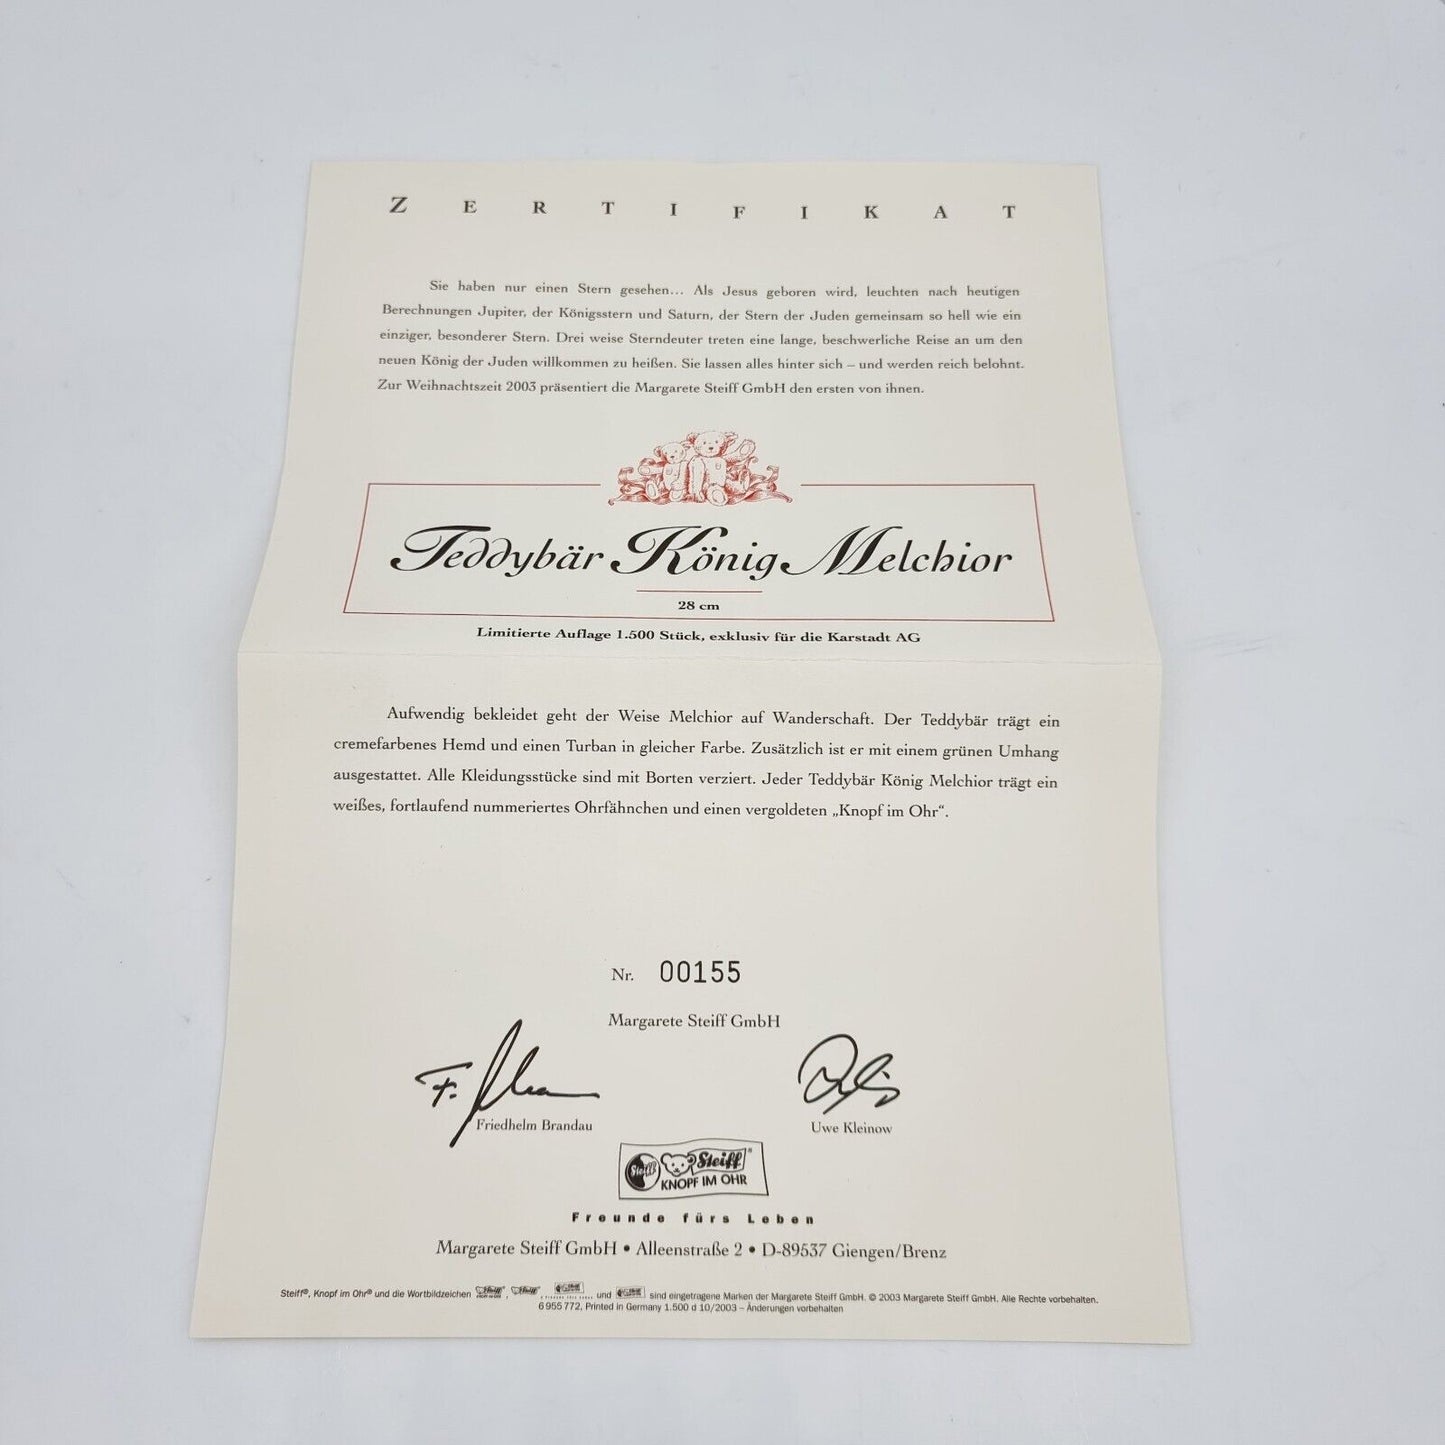 ZERTIFIKAT
Sie haben nur einen Stern gesehen... Als Jesus geboren wird, leuchten nach heutigen
Berechnungen Jupiter, der Königsstern und Saturn, der Stern der Juden gemeinsam so hell wie ein
einziger, besonderer Stern. Drei weise Sterndeuter treten eine lange, beschwerliche Reise an um den
neuen König der Juden willkommen zu heißen. Sie lassen alles hinter sich – und werden reich belohnt.
Zur Weihnachtszeit 2003 präsentiert die Margarete Steiff GmbH den ersten von ihnen.
Teddybär König Melchior
28 cm
Limitierte Auflage 1.500 Stück, exklusiv für die Karstadt AG
Aufwendig bekleidet geht der Weise Melchior auf Wanderschaft. Der Teddybär trägt ein
cremefarbenes Hemd und einen Turban in gleicher Farbe. Zusätzlich ist er mit einem grünen Umhang
ausgestattet. Alle Kleidungsstücke sind mit Borten verziert. Jeder Teddybär König Melchior trägt ein
weißes, fortlaufend nummeriertes Ohrfähnchen und einen vergoldeten „Knopf im Ohr“.
Nr. 00155
Margarete Steiff GmbH
Friedhelm Brandau Uwe Kleinow
Steiff Steiff®
KNOPF IM OHR
Freunde fürs Leben
Margarete Steiff GmbH • Alleenstraße 2 • D-89537 Giengen/Brenz
Steiff®, Knopf im Ohr® und die Wortbildzeichen Steiff, Steiff, und sind eingetragene Marken der Margarete Steiff GmbH. © 2003 Margarete Steiff GmbH. Alle Rechte vorbehalten.
6 955 772, Printed in Germany 1.500 d 10/2003 – Änderungen vorbehalten